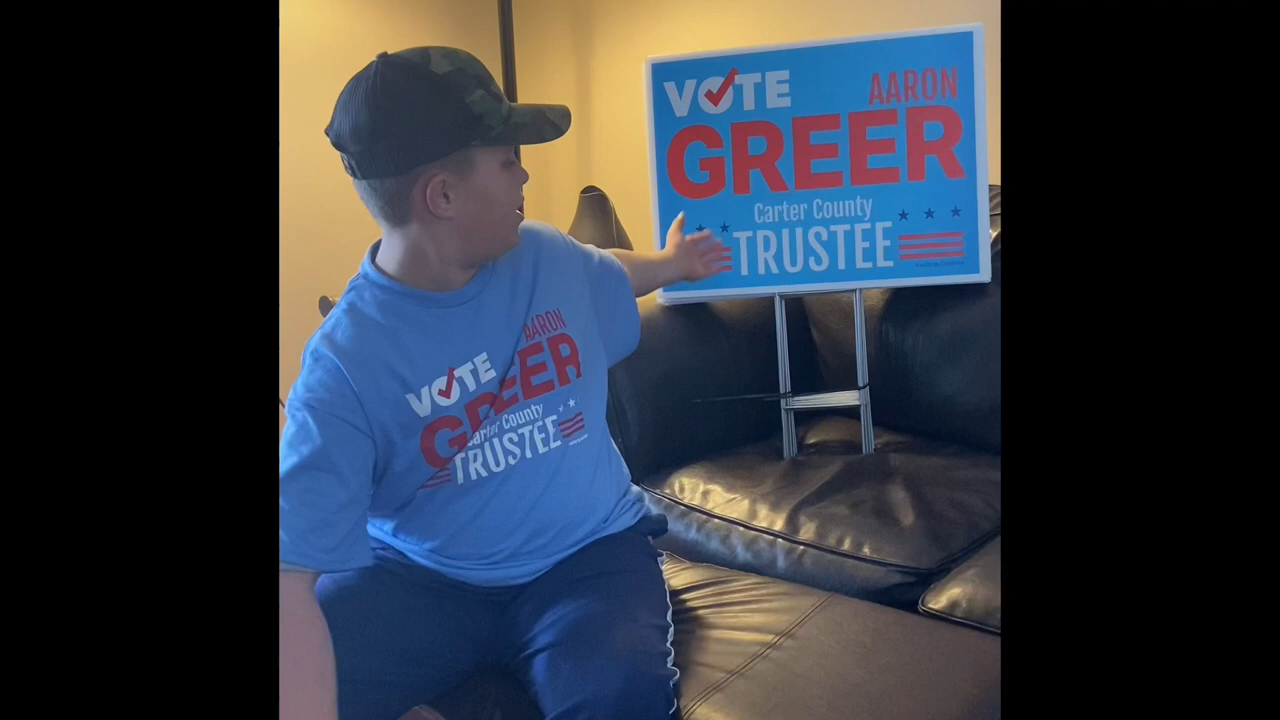 VOTE
AARON
GREER
Carter County
TRUSTEE
VOTE
AARON
GREER
Carter County
TRUSTEE